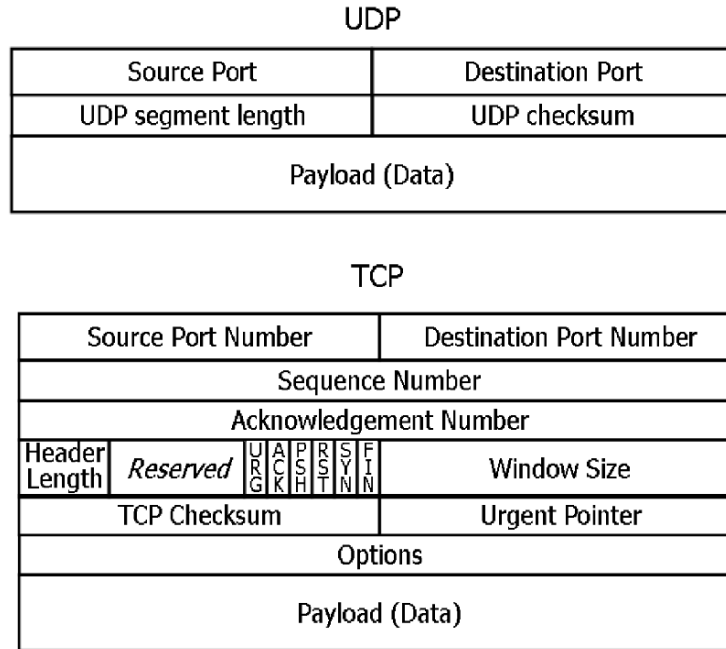 UDP
Source Port Destination Port
UDP segment length UDP checksum
Payload (Data)
TCP
Source Port Number Destination Port Number
Sequence Number
Acknowledgement Number
Header Length Reserved URG ACK PSH RST SYN FIN Window Size
TCP Checksum Urgent Pointer
Options
Payload (Data)